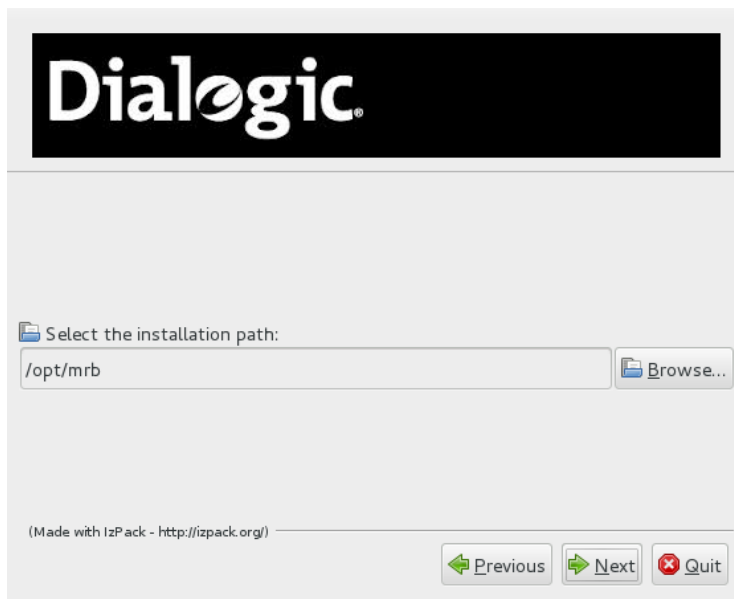 Dialogic®
Select the installation path:
/opt/mrb
Browse...
(Made with IzPack - http://izpack.org/)
Previous
Next
Quit